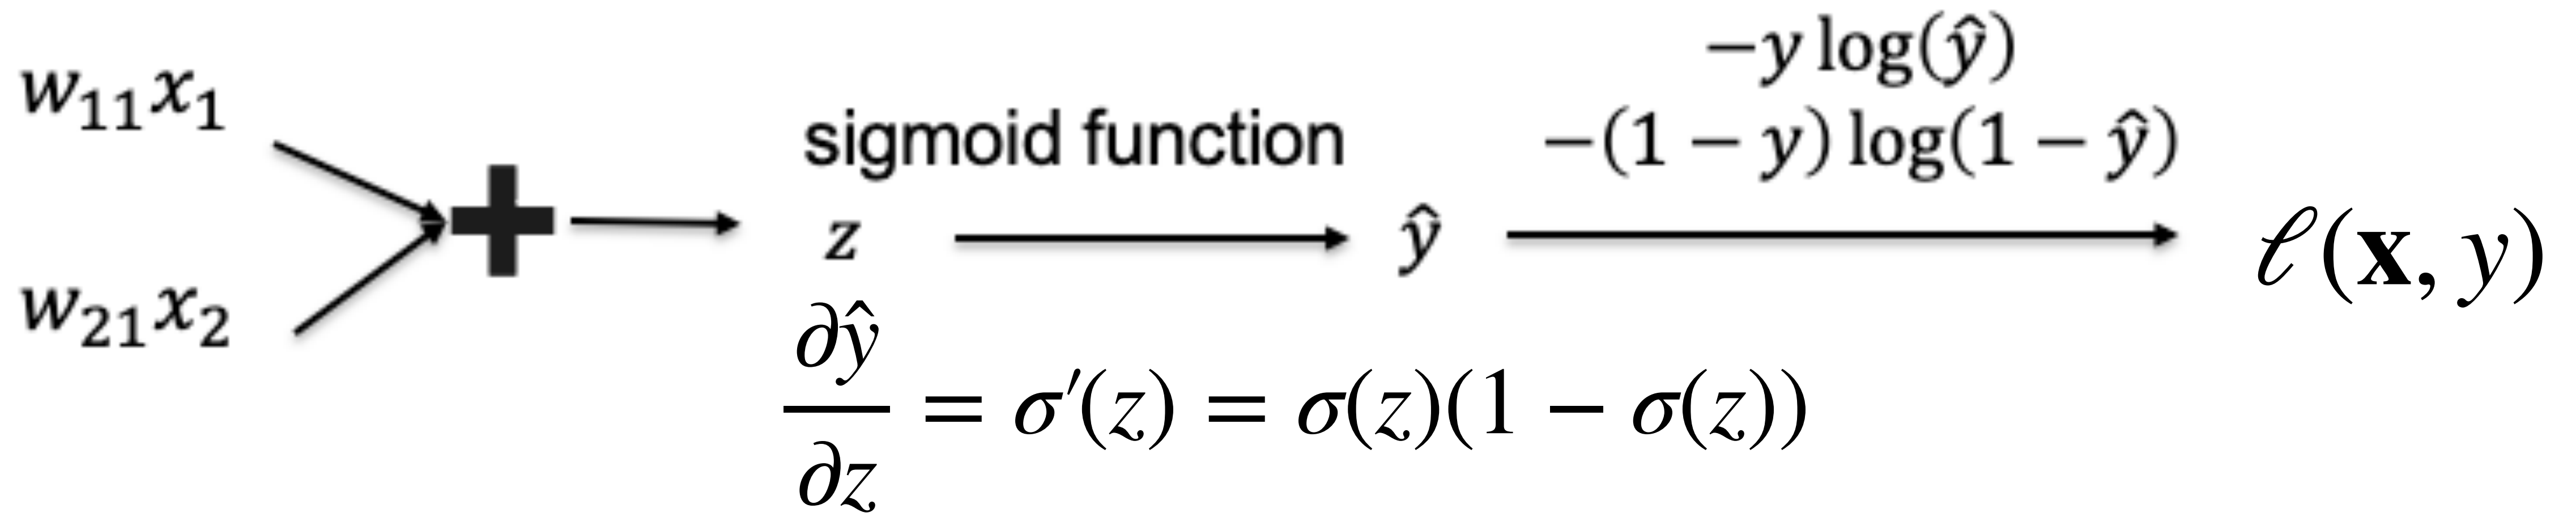 w₁₁x₁
w₂₁x₂
sigmoid function
z
ŷ
−y log(ŷ)
−(1 − y) log(1 − ŷ)
ℓ(𝐱, y)
∂ŷ/∂z = σ′(z) = σ(z)(1 − σ(z))